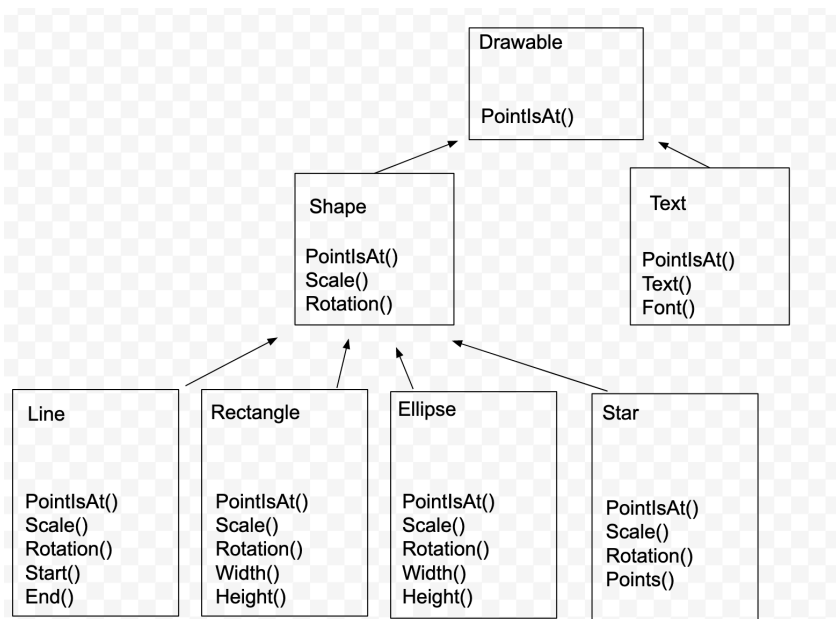 Drawable
PointIsAt()
Shape
PointIsAt()
Scale()
Rotation()
Text
PointIsAt()
Text()
Font()
Line
PointIsAt()
Scale()
Rotation()
Start()
End()
Rectangle
PointIsAt()
Scale()
Rotation()
Width()
Height()
Ellipse
PointIsAt()
Scale()
Rotation()
Width()
Height()
Star
PointIsAt()
Scale()
Rotation()
Points()